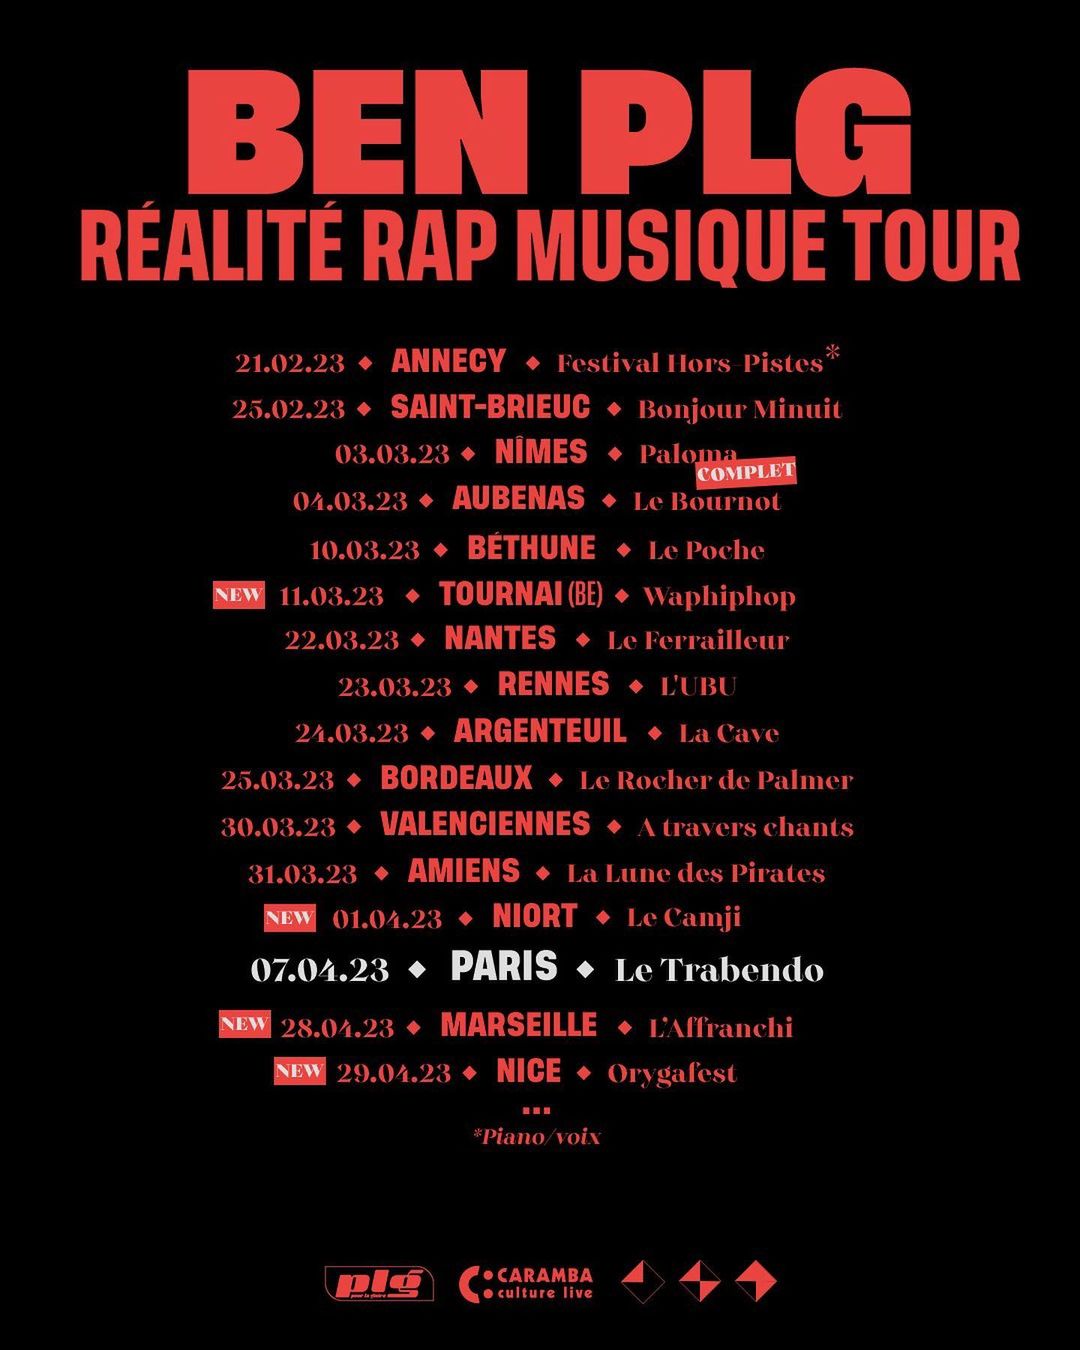 BEN PLG
RÉALITÉ RAP MUSIQUE TOUR
21.02.23 ◆ ANNECY ◆ Festival Hors-Pistes*
25.02.23 ◆ SAINT-BRIEUC ◆ Bonjour Minuit
03.03.23 ◆ NÎMES ◆ Paloma
COMPLET
04.03.23 ◆ AUBENAS ◆ Le Bournot
10.03.23 ◆ BÉTHUNE ◆ Le Poche
NEW 11.03.23 ◆ TOURNAI (BE) ◆ Waphiphop
22.03.23 ◆ NANTES ◆ Le Ferrailleur
23.03.23 ◆ RENNES ◆ L'UBU
24.03.23 ◆ ARGENTEUIL ◆ La Cave
25.03.23 ◆ BORDEAUX ◆ Le Rocher de Palmer
30.03.23 ◆ VALENCIENNES ◆ A travers chants
31.03.23 ◆ AMIENS ◆ La Lune des Pirates
NEW 01.04.23 ◆ NIORT ◆ Le Camji
07.04.23 ◆ PARIS ◆ Le Trabendo
NEW 28.04.23 ◆ MARSEILLE ◆ L'Affranchi
NEW 29.04.23 ◆ NICE ◆ Orygafest
...
*Piano/voix
plg
pour la gloire
CARAMBA
culture live